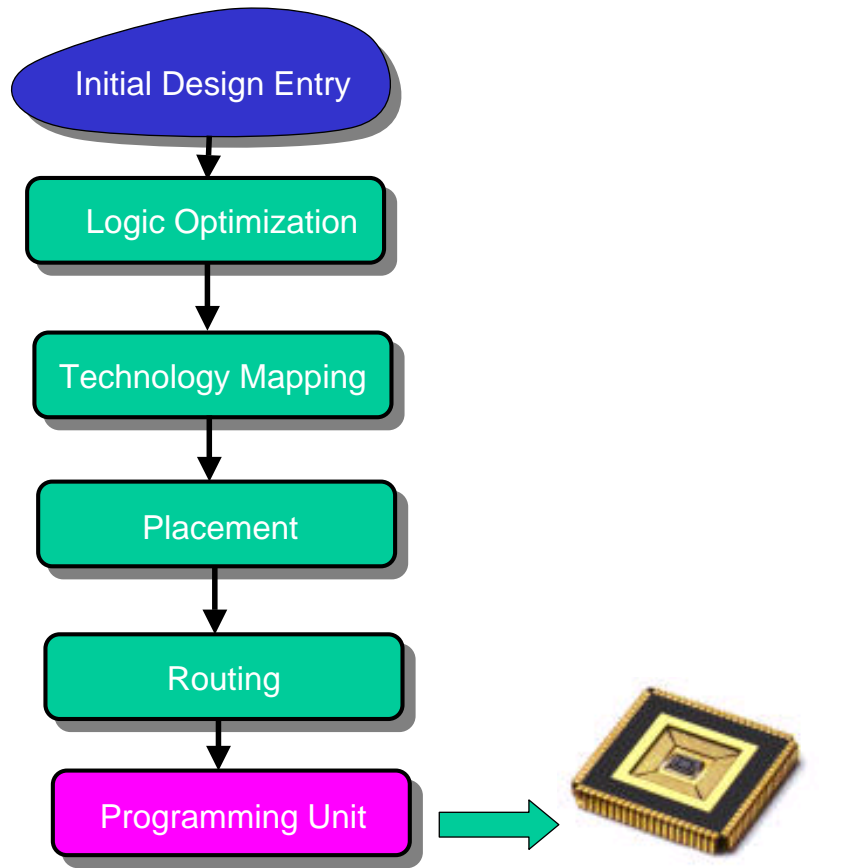 Initial Design Entry
Logic Optimization
Technology Mapping
Placement
Routing
Programming Unit